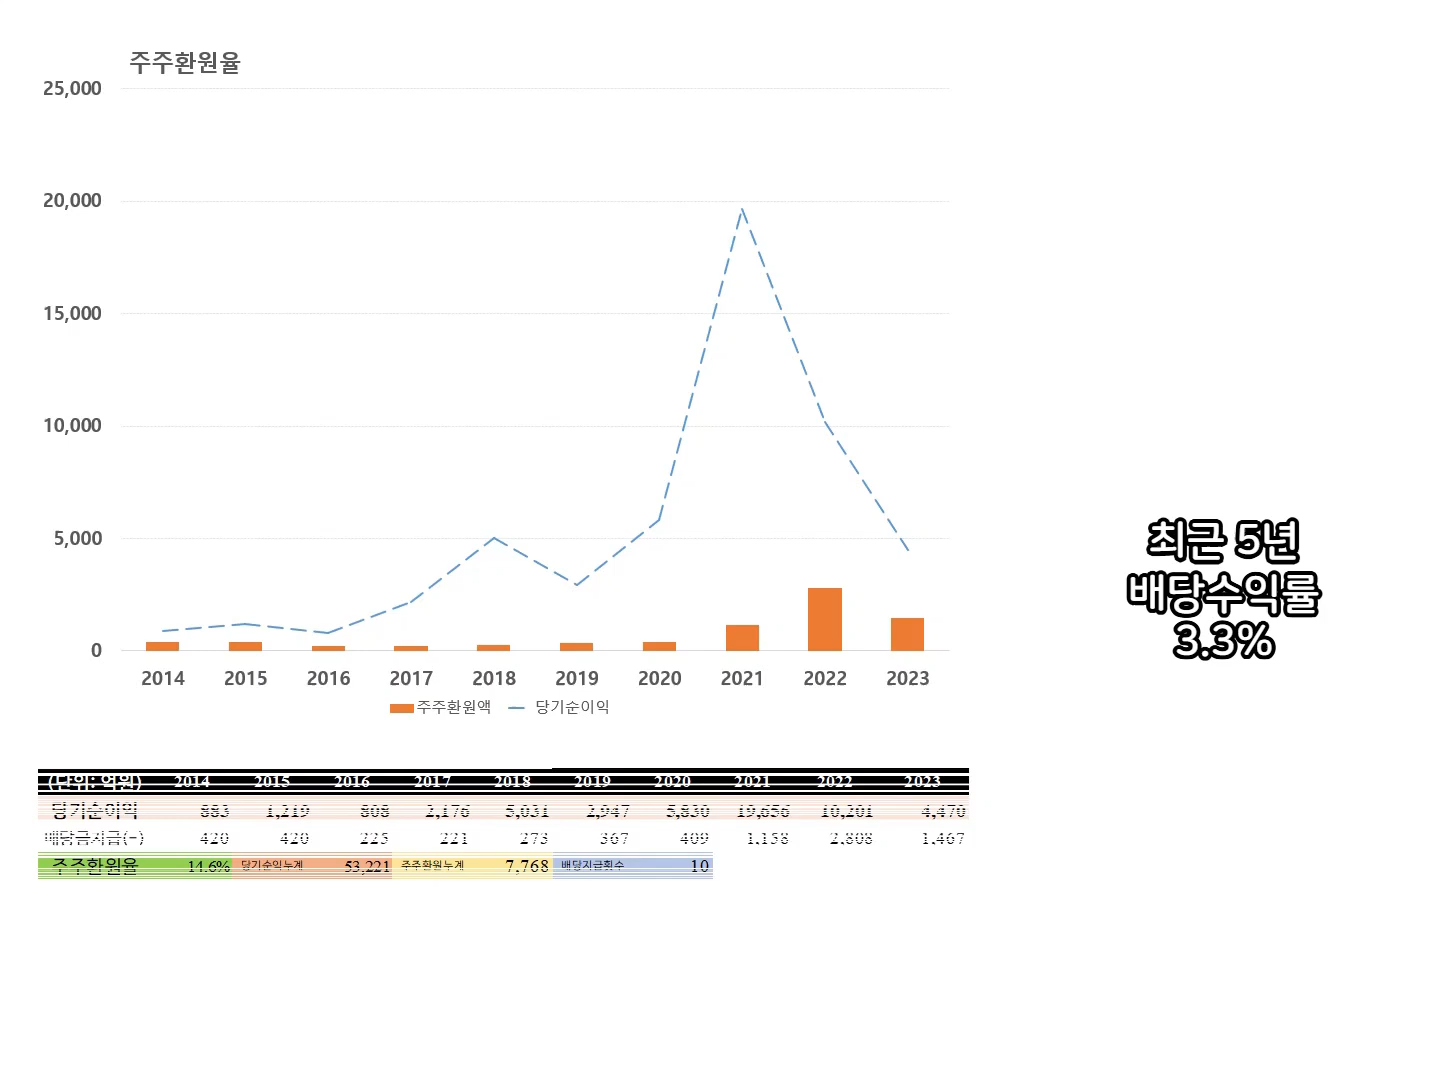 주주환원율
25,000
20,000
15,000
10,000
5,000
0
2014 2015 2016 2017 2018 2019 2020 2021 2022 2023
주주환원액 당기순이익
최근 5년
배당수익률
3.3%
(단위: 억원) 2014 2015 2016 2017 2018 2019 2020 2021 2022 2023
당기순이익 883 1,219 808 2,176 5,031 2,947 5,830 19,656 10,201 4,470
배당금지급(-) 420 420 225 221 273 367 409 1,158 2,808 1,467
주주환원율 14.6% 당기순익누계 53,221 주주환원누계 7,768 배당지급횟수 10